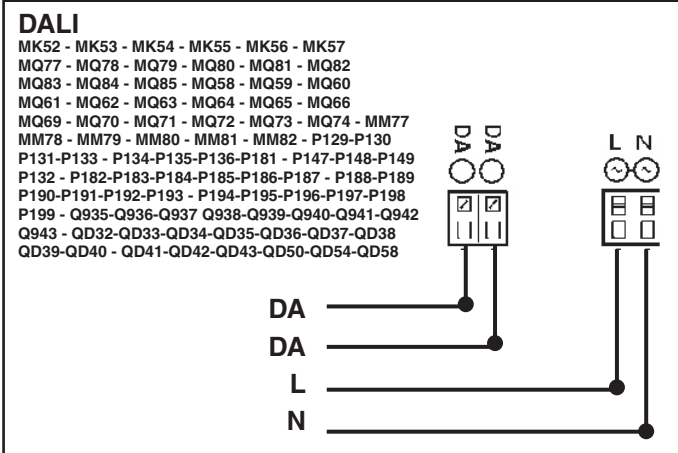 DALI
MK52 - MK53 - MK54 - MK55 - MK56 - MK57
MQ77 - MQ78 - MQ79 - MQ80 - MQ81 - MQ82
MQ83 - MQ84 - MQ85 - MQ58 - MQ59 - MQ60
MQ61 - MQ62 - MQ63 - MQ64 - MQ65 - MQ66
MQ69 - MQ70 - MQ71 - MQ72 - MQ73 - MQ74 - MM77
MM78 - MM79 - MM80 - MM81 - MM82 - P129-P130
P131-P133 - P134-P135-P136-P181 - P147-P148-P149
P132 - P182-P183-P184-P185-P186-P187 - P188-P189
P190-P191-P192-P193 - P194-P195-P196-P197-P198
P199 - Q935-Q936-Q937 Q938-Q939-Q940-Q941-Q942
Q943 - QD32-QD33-QD34-QD35-QD36-QD37-QD38
QD39-QD40 - QD41-QD42-QD43-QD50-QD54-QD58
DA DA
L N
DA
DA
L
N